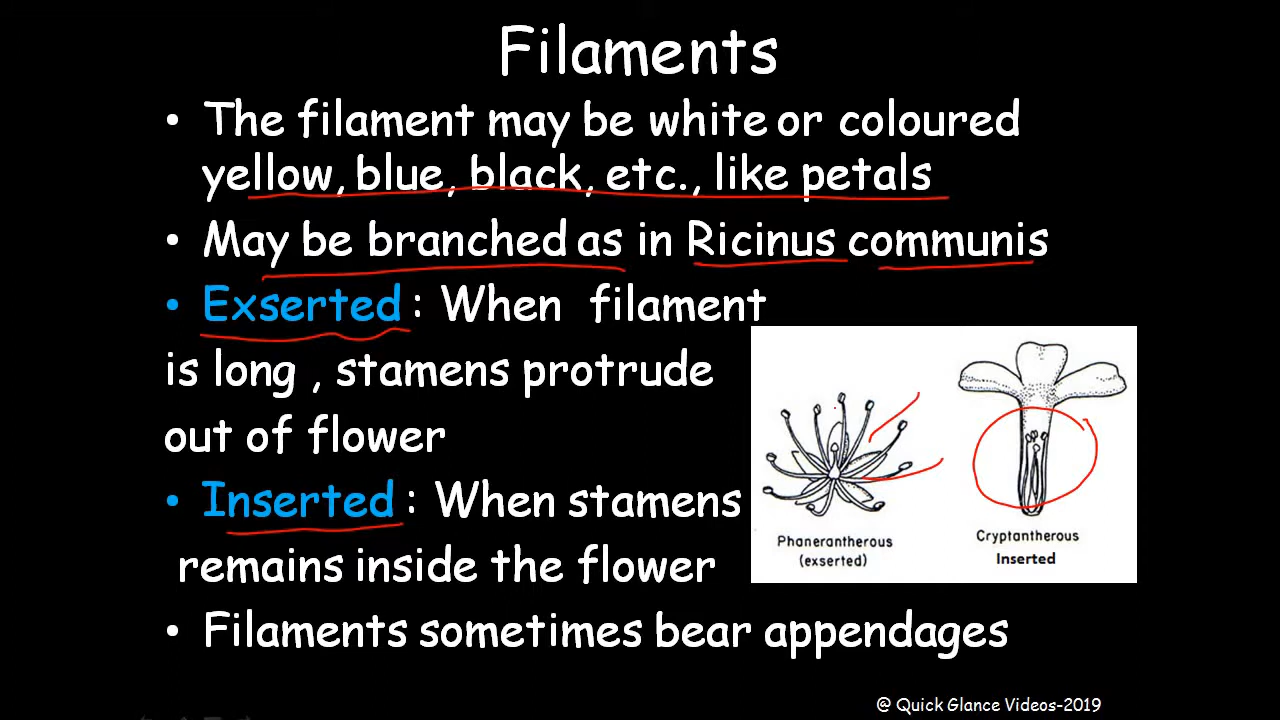 Filaments
• The filament may be white or coloured
yellow, blue, black, etc., like petals
• May be branched as in Ricinus communis
• Exserted : When filament
is long , stamens protrude
out of flower
• Inserted : When stamens
remains inside the flower
• Filaments sometimes bear appendages
Phanerantherous
(exserted)
Cryptantherous
Inserted
@ Quick Glance Videos-2019